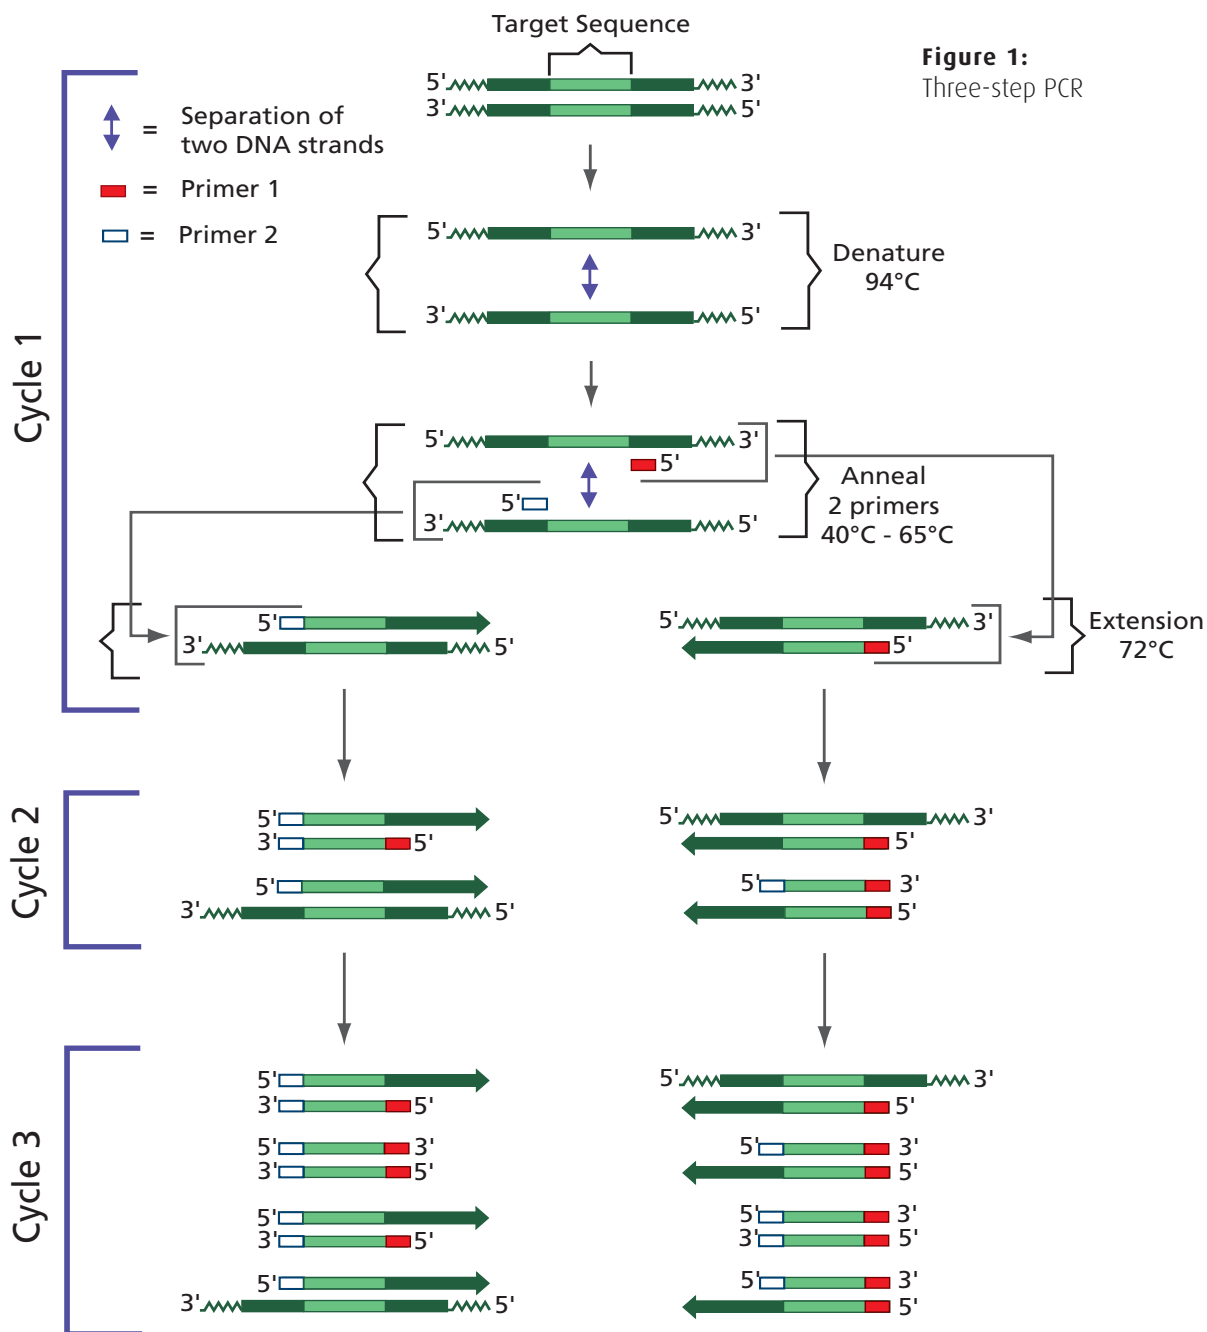 Target Sequence
Figure 1:
Three-step PCR
5' 3'
3' 5'
= Separation of
two DNA strands
= Primer 1
= Primer 2
5' 3'
Denature
94°C
3' 5'
Cycle 1
5' 3'
5'
Anneal
2 primers
40°C - 65°C
5'
3' 5'
5'
3' 5'
5' 3'
5'
Extension
72°C
Cycle 2
5'
3' 5'
5'
3' 5'
5' 3'
5'
5' 3'
5'
Cycle 3
5'
3' 5'
5' 3'
3' 5'
5'
3' 5'
5'
3' 5'
5' 3'
5'
5' 3'
5'
5' 3'
3' 5'
5' 3'
5'